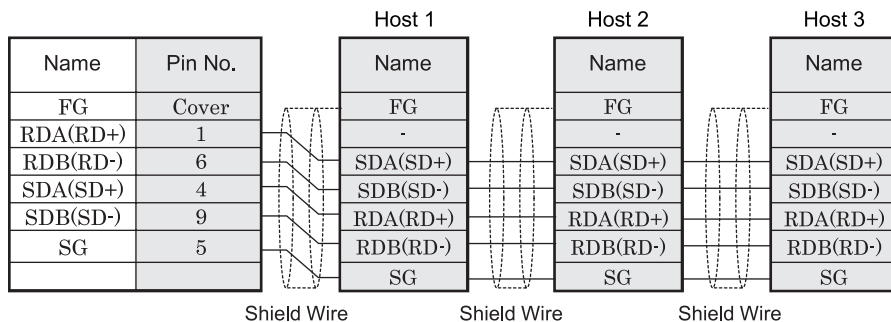 Host 1 Host 2 Host 3
Name Pin No. Name Name Name
FG Cover FG FG FG
RDA(RD+) 1 - - -
RDB(RD-) 6 SDA(SD+) SDA(SD+) SDA(SD+)
SDA(SD+) 4 SDB(SD-) SDB(SD-) SDB(SD-)
SDB(SD-) 9 RDA(RD+) RDA(RD+) RDA(RD+)
SG 5 RDB(RD-) RDB(RD-) RDB(RD-)
SG SG SG
Shield Wire Shield Wire Shield Wire